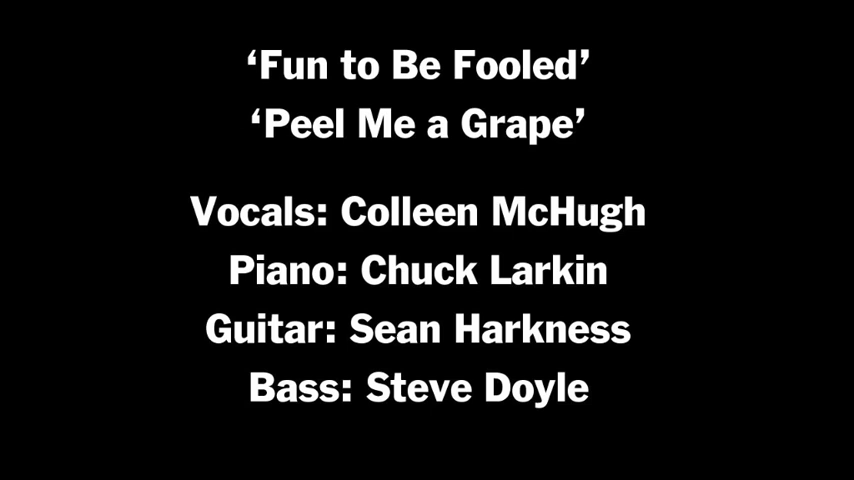 ‘Fun to Be Fooled’
‘Peel Me a Grape’
Vocals: Colleen McHugh
Piano: Chuck Larkin
Guitar: Sean Harkness
Bass: Steve Doyle